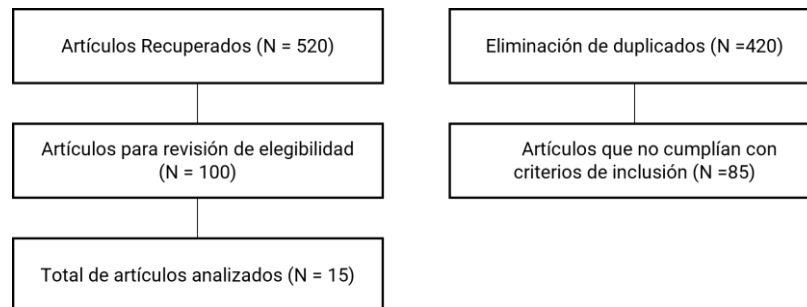 Artículos Recuperados (N = 520)
Eliminación de duplicados (N =420)
Artículos para revisión de elegibilidad
(N = 100)
Artículos que no cumplían con
criterios de inclusión (N =85)
Total de artículos analizados (N = 15)